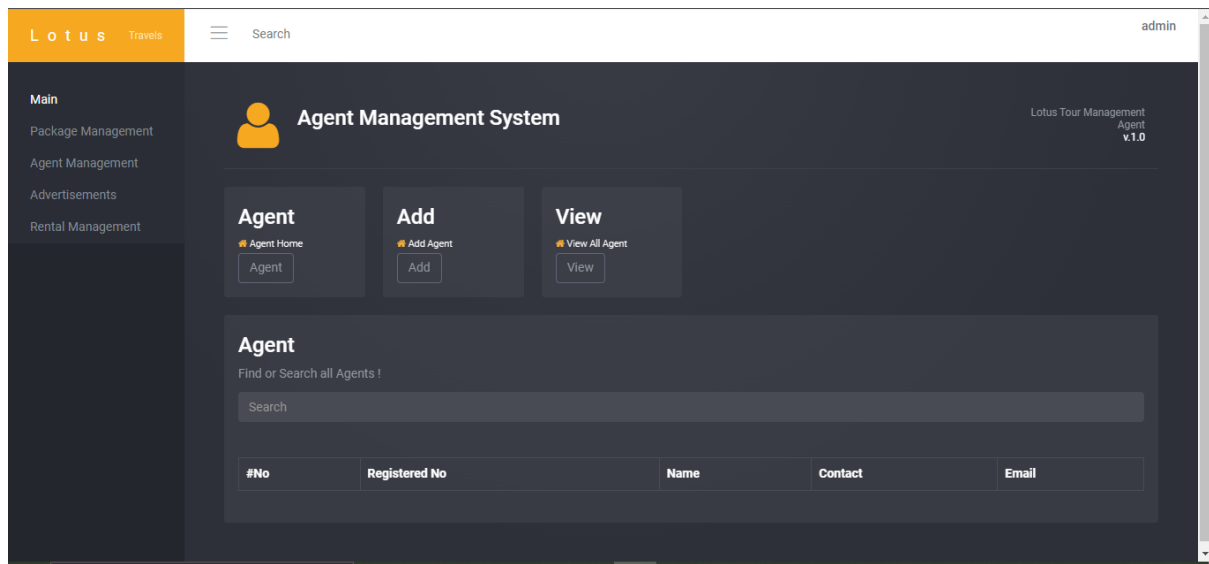 Lotus Travels
Search
admin
Main
Package Management
Agent Management
Advertisements
Rental Management
Agent Management System
Lotus Tour Management
Agent
v.1.0
Agent
Agent Home
Agent
Add
Add Agent
Add
View
View All Agent
View
Agent
Find or Search all Agents !
Search
#No Registered No Name Contact Email